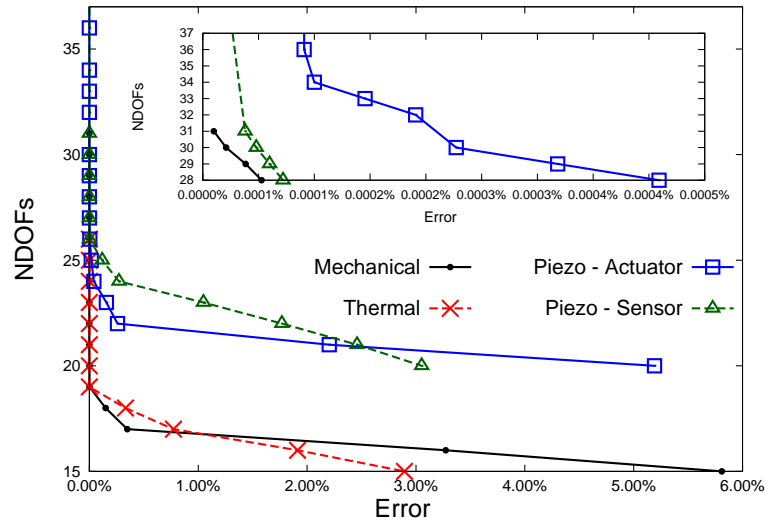 37
36
35
34
33
32
31
30
29
28
0.0000% 0.0001% 0.0001% 0.0002% 0.0002% 0.0003% 0.0003% 0.0004% 0.0004% 0.0005%
NDOFs
Error
35
30
25
20
15
NDOFs
Mechanical
Thermal
Piezo - Actuator
Piezo - Sensor
0.00% 1.00% 2.00% 3.00% 4.00% 5.00% 6.00%
Error